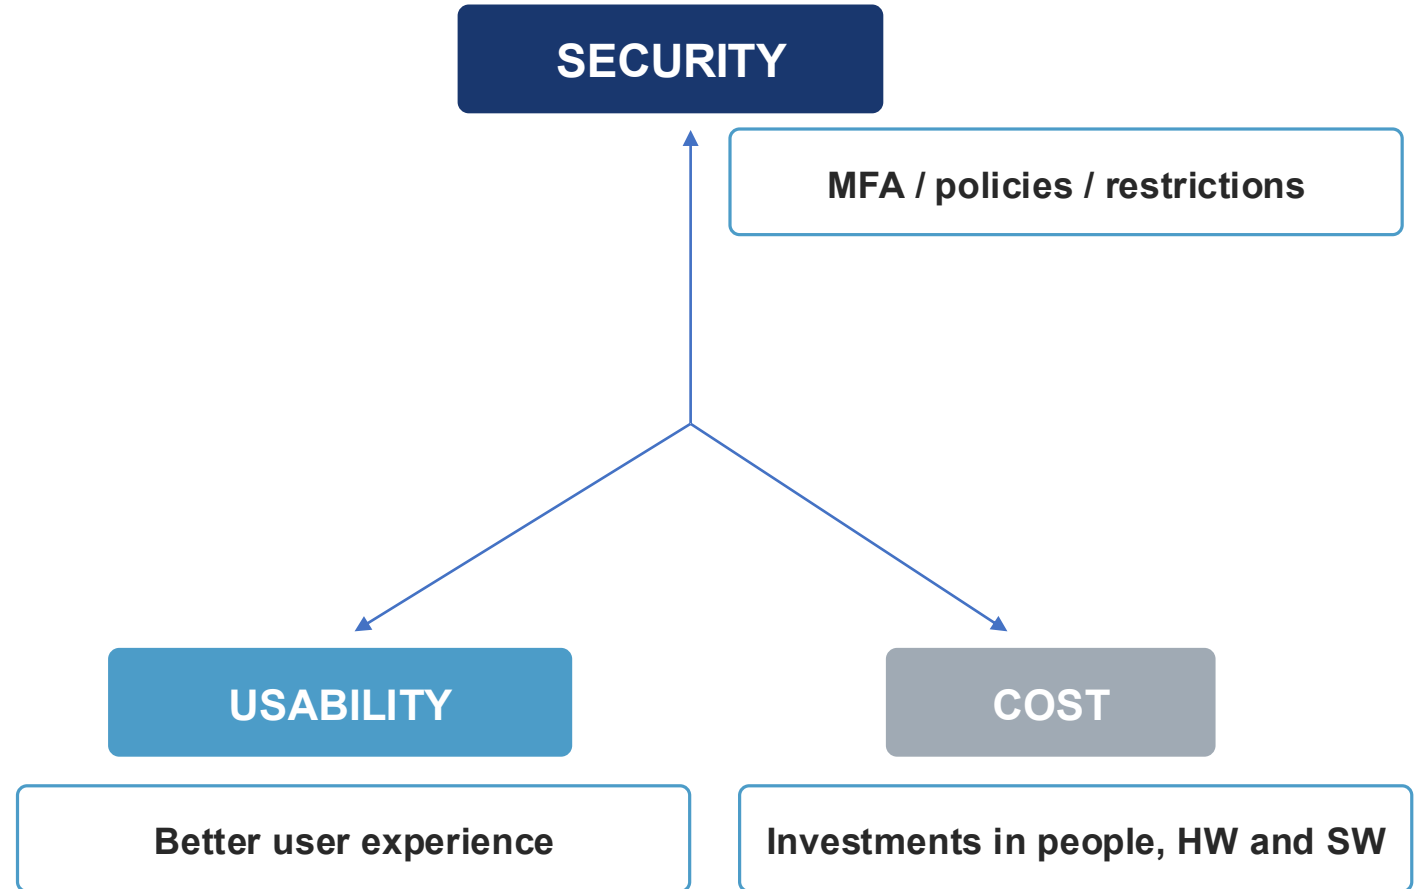 SECURITY
MFA / policies / restrictions
USABILITY
COST
Better user experience
Investments in people, HW and SW